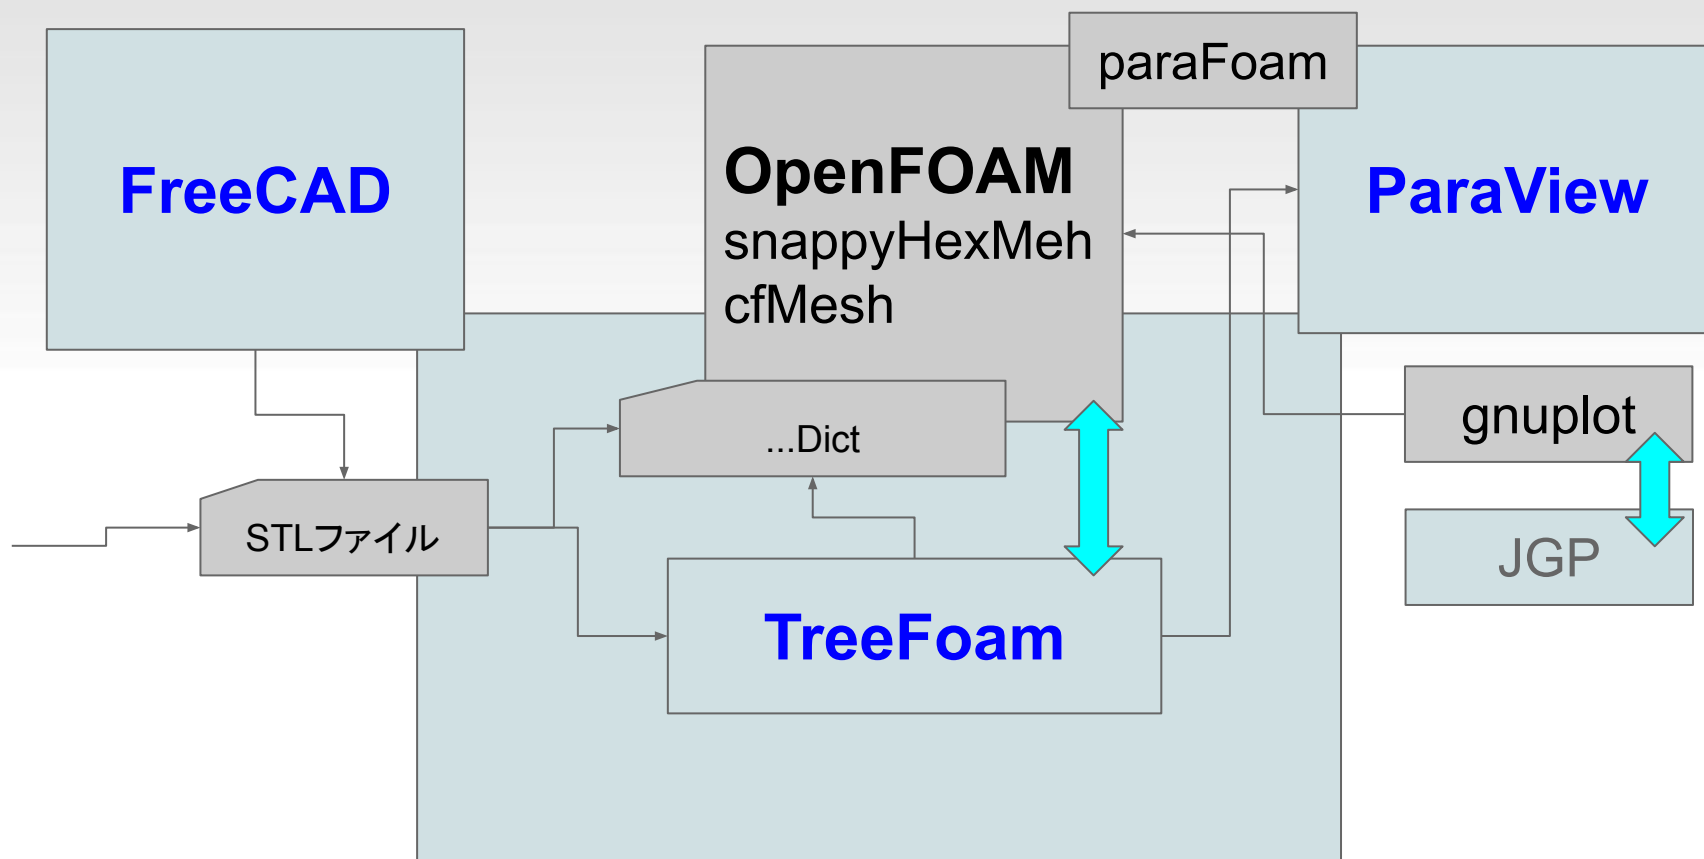 paraFoam
FreeCAD
OpenFOAM
snappyHexMeh
cfMesh
ParaView
gnuplot
...Dict
STLファイル
JGP
TreeFoam